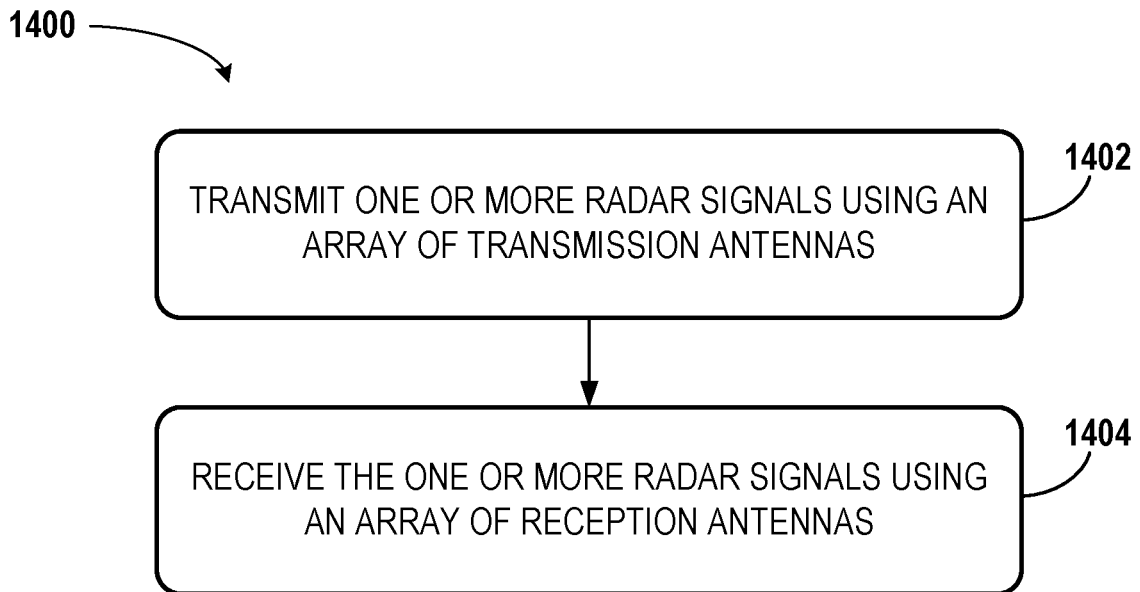 1400
1402
TRANSMIT ONE OR MORE RADAR SIGNALS USING AN
ARRAY OF TRANSMISSION ANTENNAS
1404
RECEIVE THE ONE OR MORE RADAR SIGNALS USING
AN ARRAY OF RECEPTION ANTENNAS